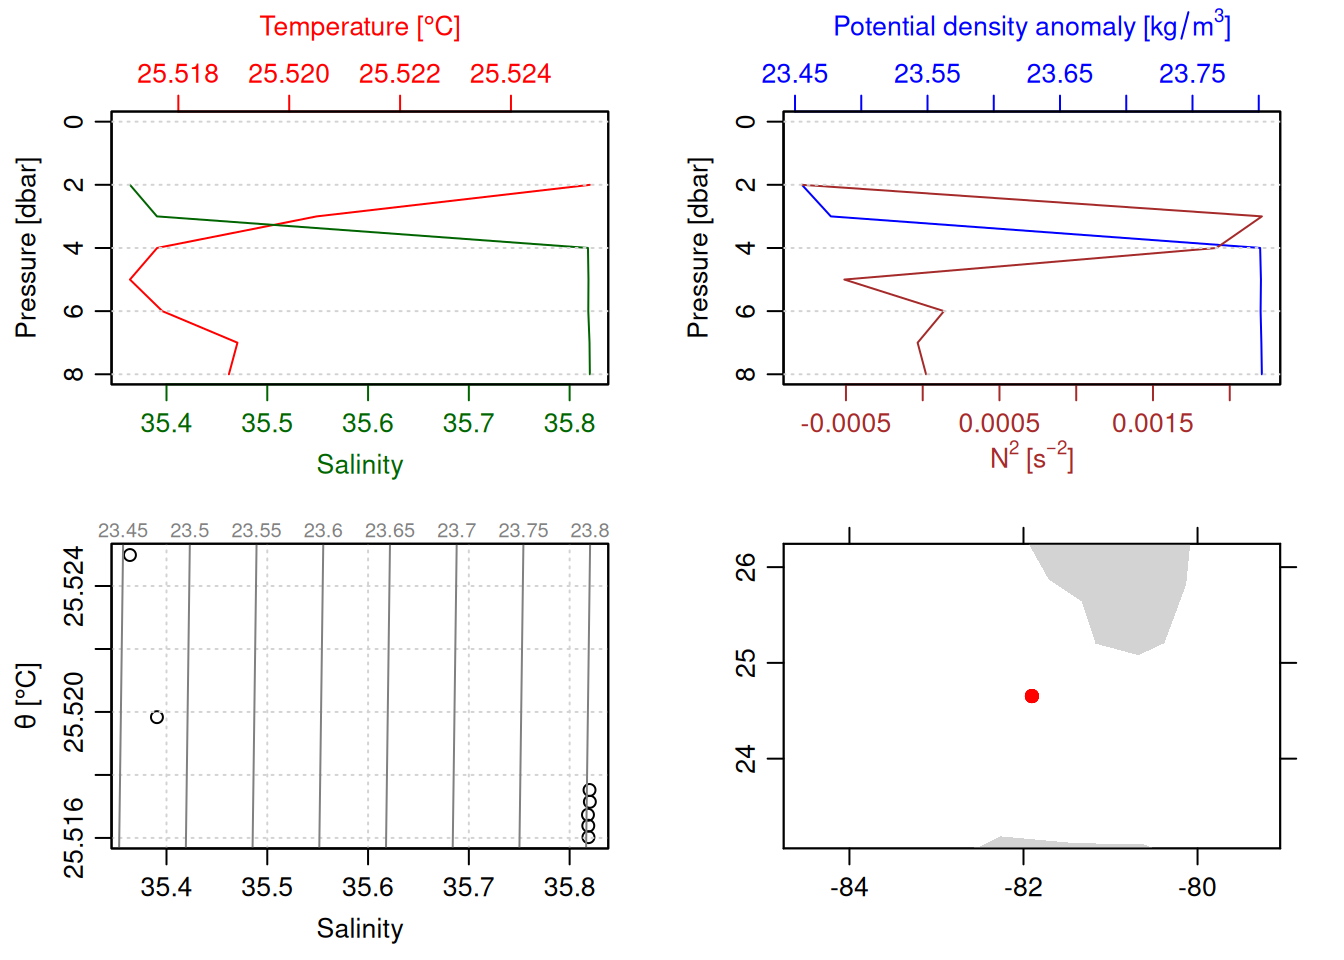 Temperature [°C]
25.518 25.520 25.522 25.524
Pressure [dbar]
0
2
4
6
8
35.4 35.5 35.6 35.7 35.8
Salinity
Potential density anomaly [kg/m³]
23.45 23.55 23.65 23.75
Pressure [dbar]
0
2
4
6
8
-0.0005 0.0005 0.0015
N² [s⁻²]
23.45 23.5 23.55 23.6 23.65 23.7 23.75 23.8
θ [°C]
25.524
25.520
25.516
35.4 35.5 35.6 35.7 35.8
Salinity
26
25
24
-84 -82 -80